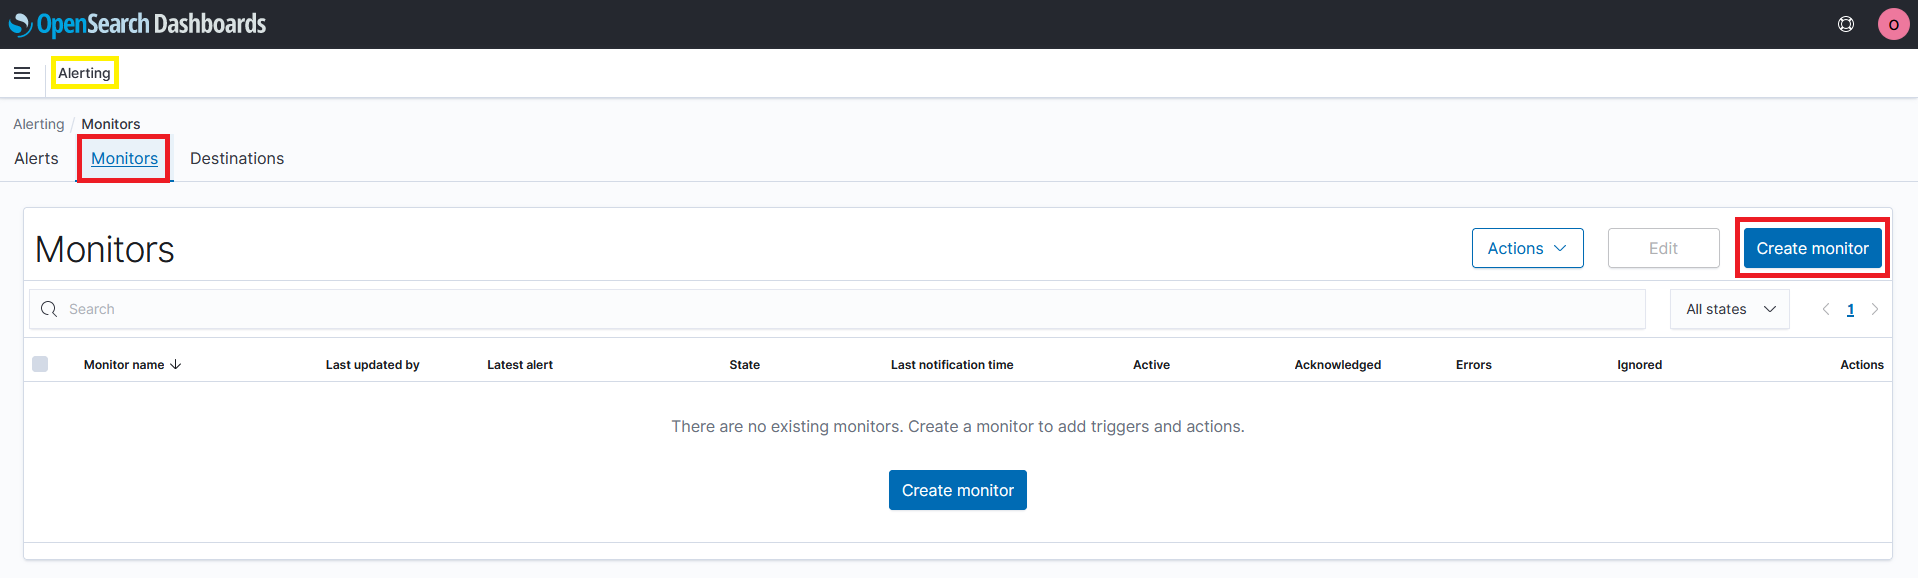 OpenSearch Dashboards
O
Alerting
Alerting / Monitors
Alerts Monitors Destinations
Monitors
Actions Edit Create monitor
Search All states 1
Monitor name Last updated by Latest alert State Last notification time Active Acknowledged Errors Ignored Actions
There are no existing monitors. Create a monitor to add triggers and actions.
Create monitor